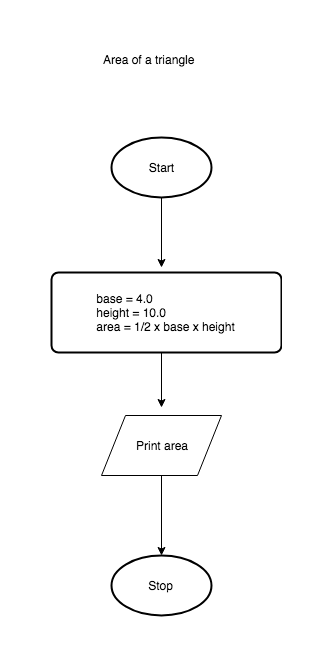 Area of a triangle
Start
base = 4.0
height = 10.0
area = 1/2 x base x height
Print area
Stop